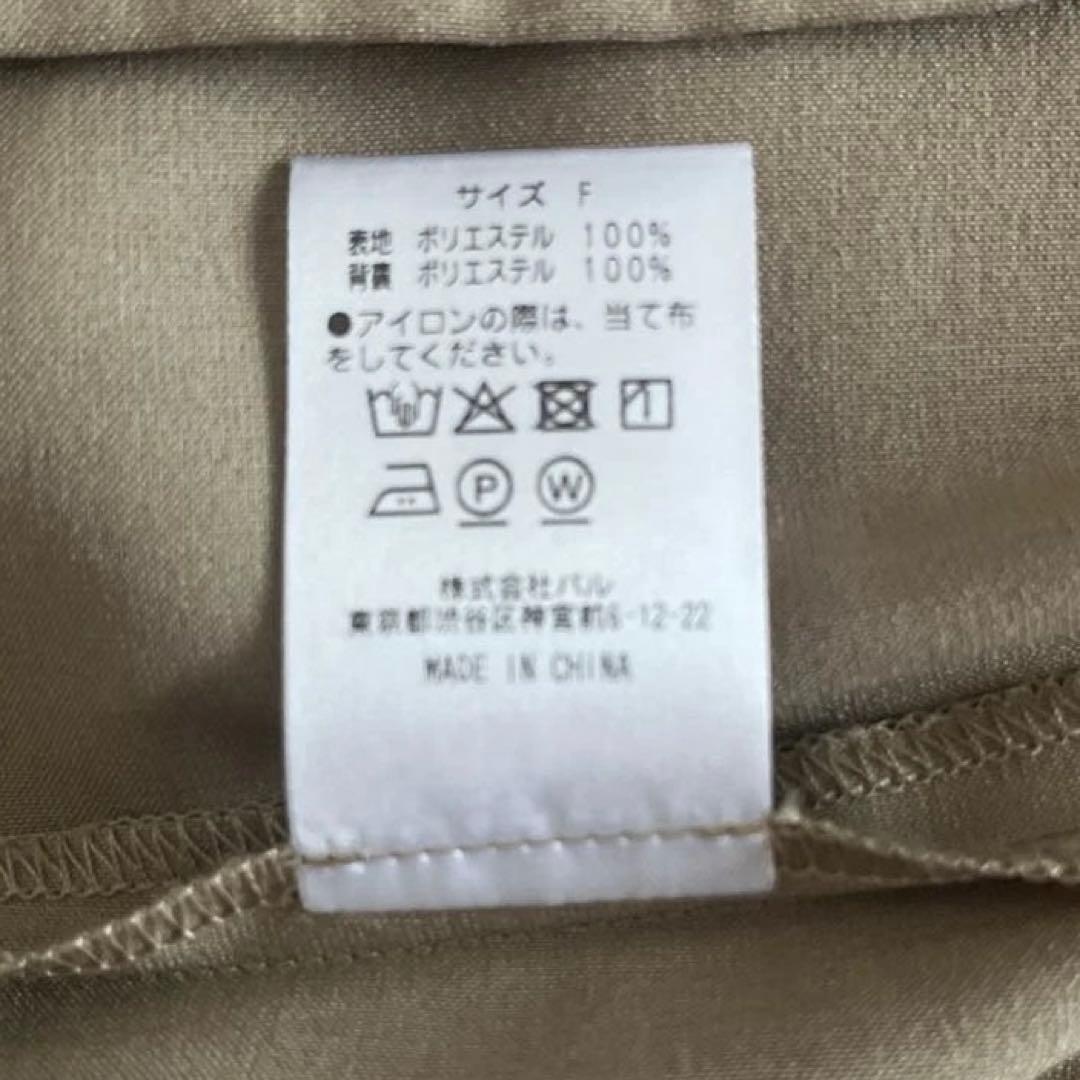 サイズ F
表地 ポリエステル 100%
背裏 ポリエステル 100%
●アイロンの際は、当て布
をしてください。
P W
株式会社パル
東京都渋谷区神宮前6-12-22
MADE IN CHINA